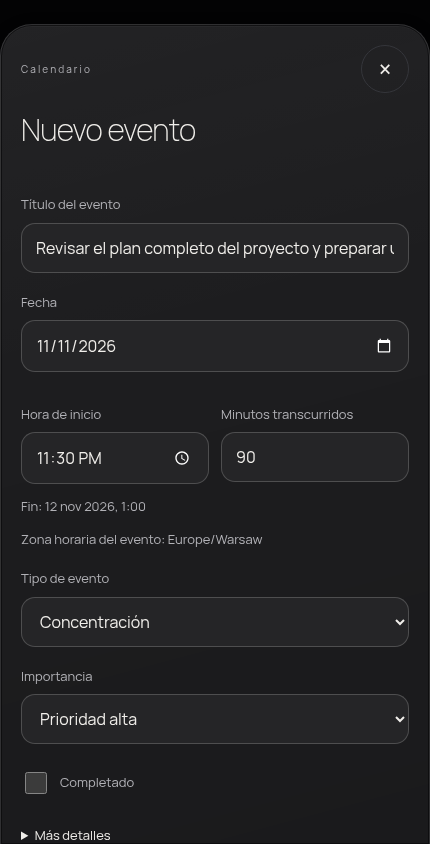 Calendario
Nuevo evento
Título del evento
Revisar el plan completo del proyecto y preparar
Fecha
11/11/2026
Hora de inicio
Minutos transcurridos
11:30 PM
90
Fin: 12 nov 2026, 1:00
Zona horaria del evento: Europe/Warsaw
Tipo de evento
Concentración
Importancia
Prioridad alta
Completado
Más detalles